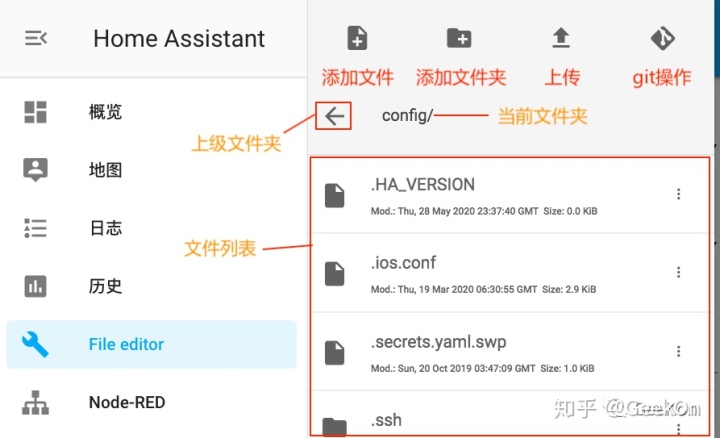 Home Assistant
添加文件
添加文件夹
上传
git操作
概览
上级文件夹
config/
当前文件夹
地图
.HA_VERSION
Mod.: Thu, 28 May 2020 23:37:40 GMT Size: 0.0 KiB
日志
文件列表
.ios.conf
Mod.: Thu, 19 Mar 2020 06:30:55 GMT Size: 2.9 KiB
历史
File editor
.secrets.yaml.swp
Mod.: Sun, 20 Oct 2019 03:47:09 GMT Size: 1.0 KiB
Node-RED
.ssh
知乎 @Geekon